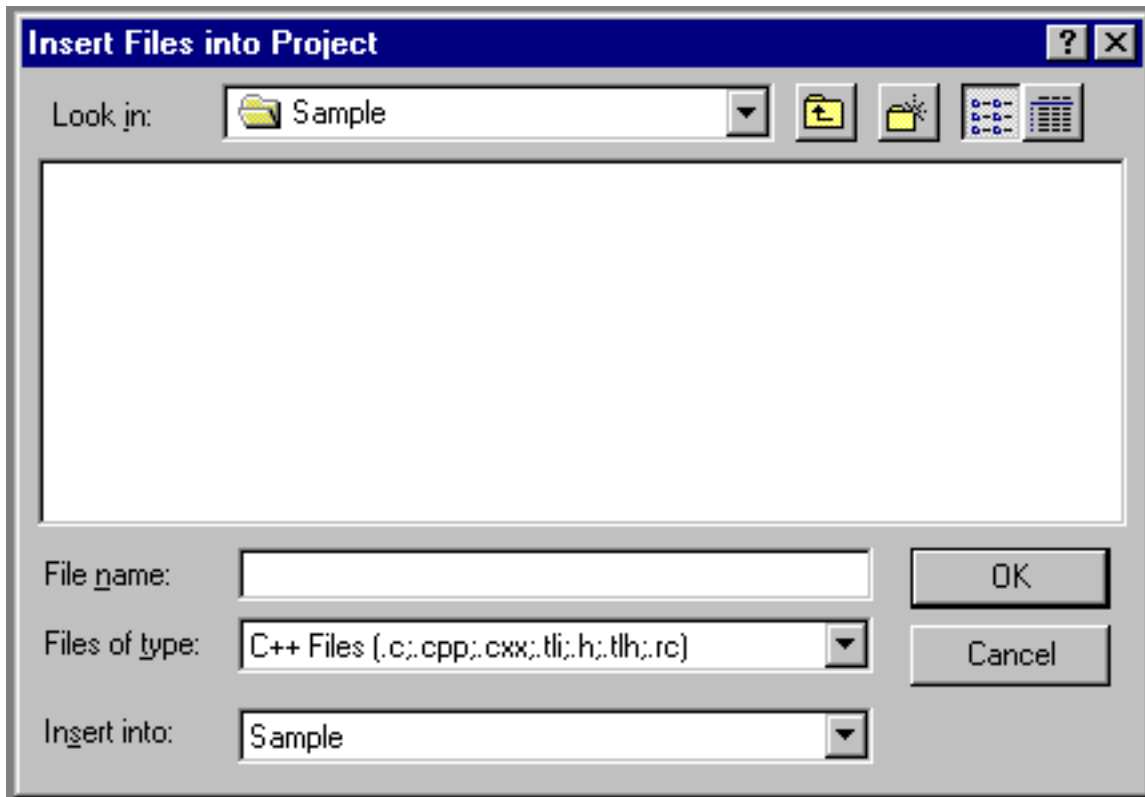 Insert Files into Project
Look in: Sample
File name: OK
Files of type: C++ Files (.c;.cpp;.cxx;.tli;.h;.tlh;.rc) Cancel
Insert into: Sample